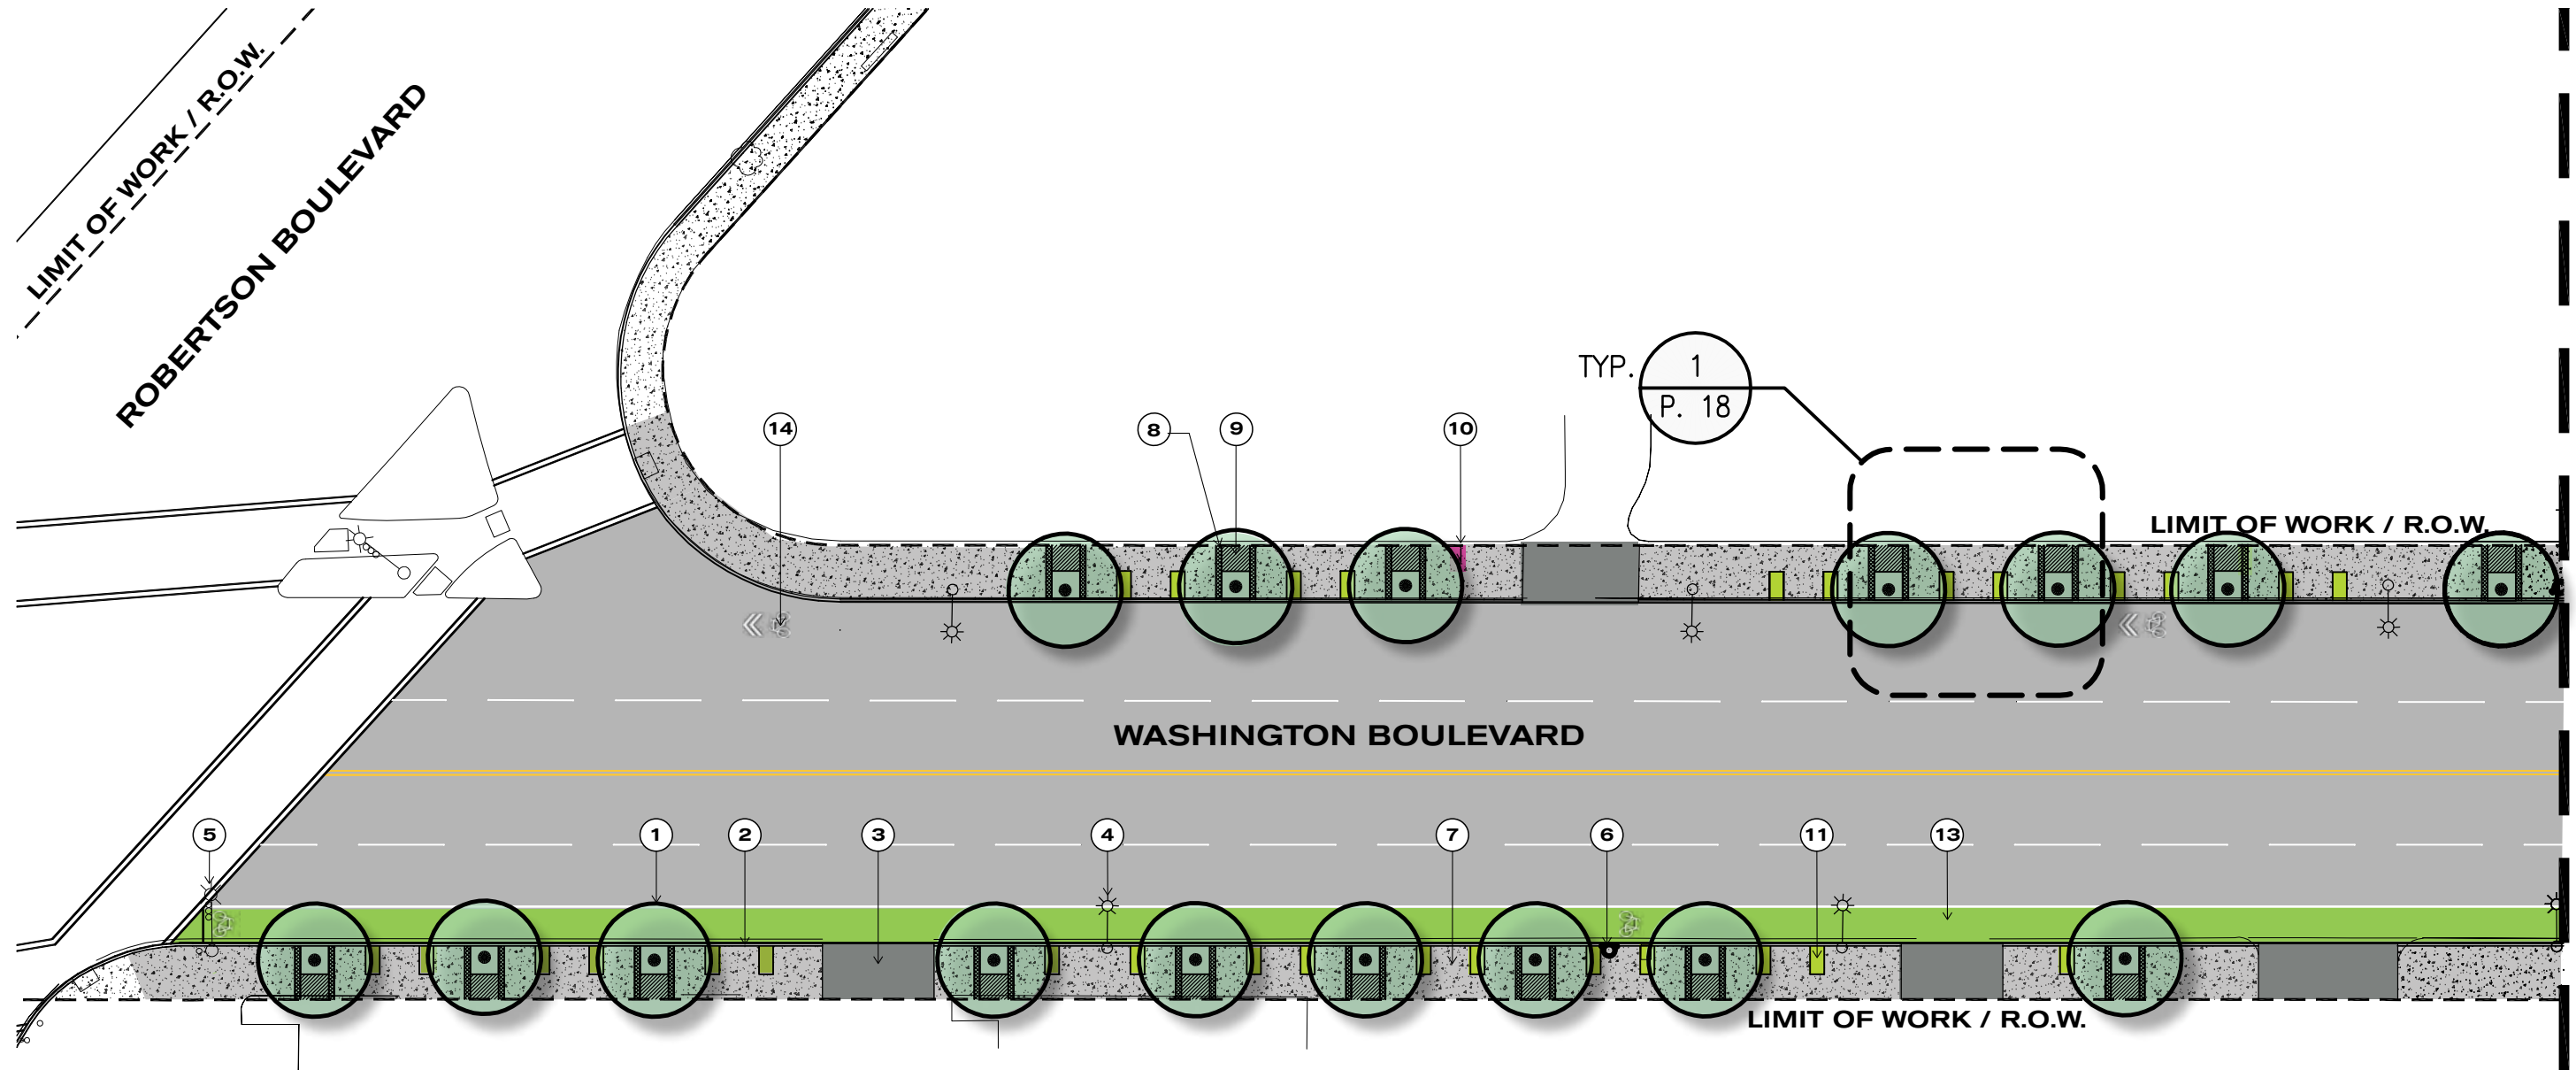 LIMIT OF WORK / R.O.W.
ROBERTSON BOULEVARD
TYP.
1
P. 18
14
8
9
10
LIMIT OF WORK / R.O.W.
WASHINGTON BOULEVARD
5
1
2
3
4
7
6
11
13
LIMIT OF WORK / R.O.W.